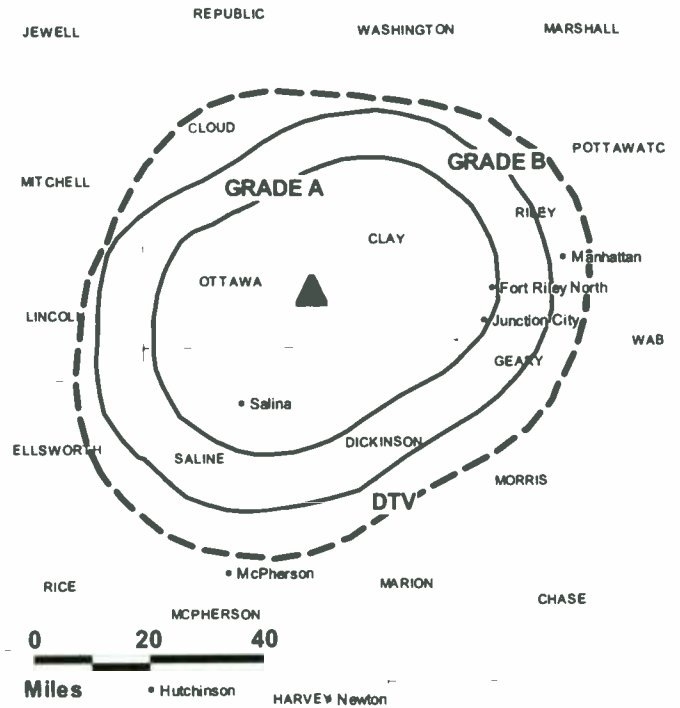 REPUBLIC
JEWELL
WASHINGTON
MARSHALL
CLOUD
POTTAWATC
GRADE B
MITCHELL
GRADE A
RILEY
CLAY
Manhattan
OTTAWA
Fort Riley North
LINCOLN
Junction City
WAB
GEARY
Salina
DICKINSON
ELLSWORTH
SALINE
MORRIS
DTV
McPherson
RICE
MARION
CHASE
MCPHERSON
0 20 40
Miles
Hutchinson
HARVEY Newton